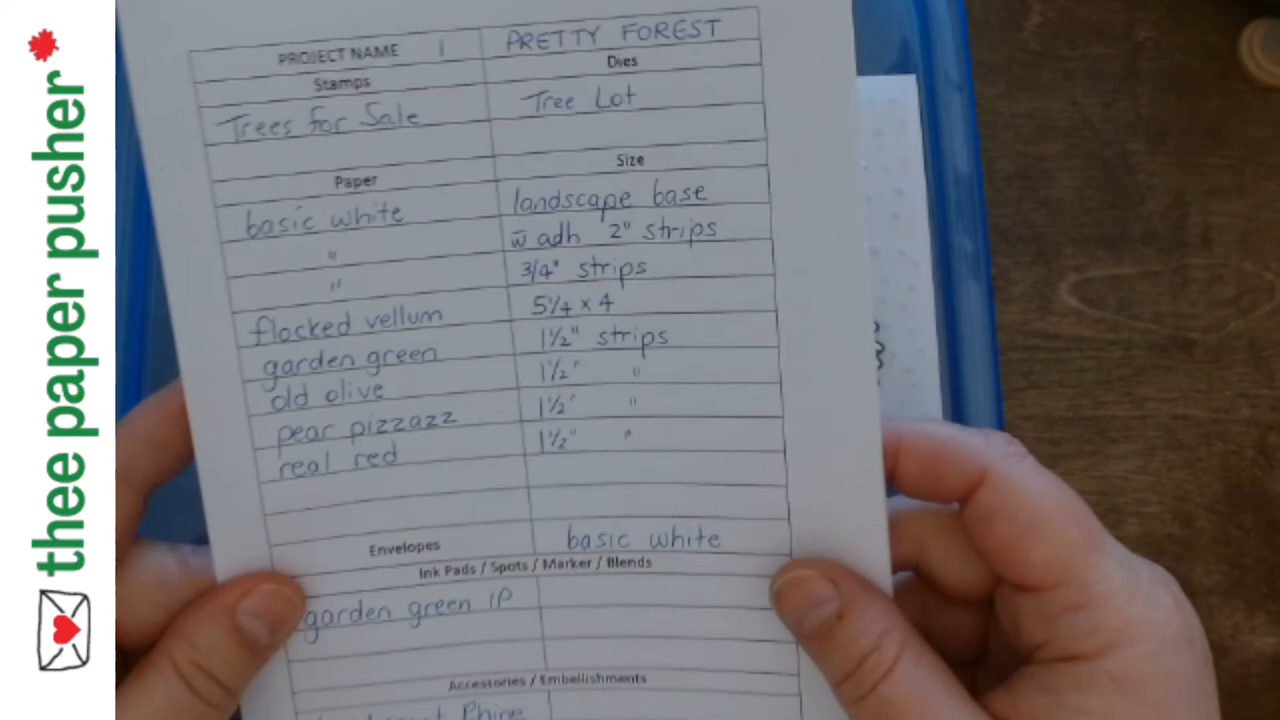 thee paper pusher
PROJECT NAME 1 PRETTY FOREST
Stamps Dies
Trees for Sale Tree Lot
Paper Size
basic white landscape base
" w̄ adh 2" strips
" 3/4" strips
flocked vellum 5 1/4 x 4
garden green 1 1/2" strips
old olive 1 1/2" "
pear pizzazz 1 1/2" "
real red 1 1/2" "
Envelopes basic white
Ink Pads / Spots / Marker / Blends
garden green IP
Accessories / Embellishments